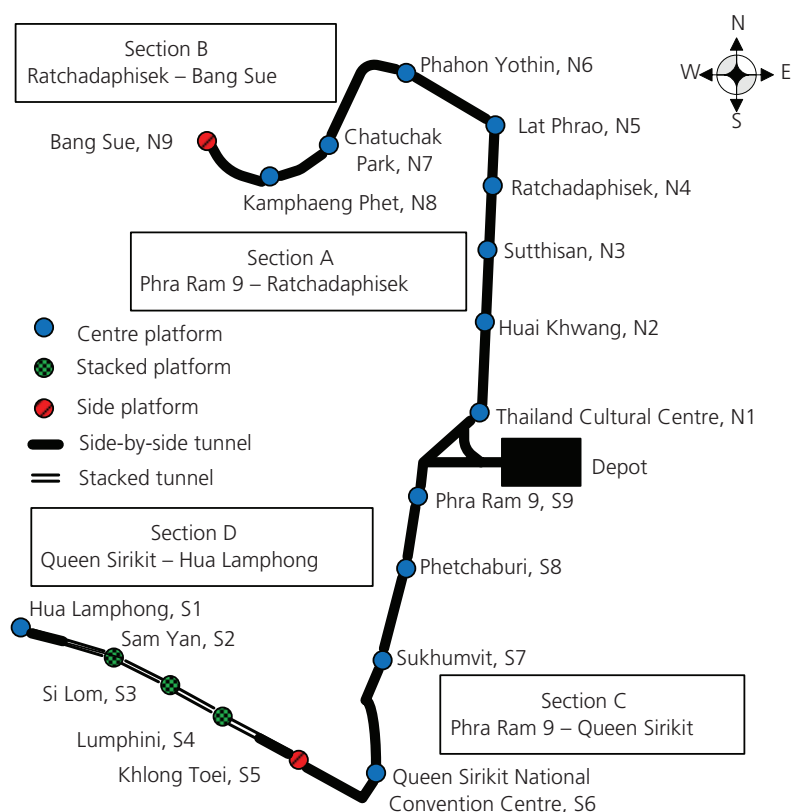 Section B
Ratchadaphisek – Bang Sue
N
W
E
S
Phahon Yothin, N6
Lat Phrao, N5
Bang Sue, N9
Chatuchak
Park, N7
Kamphaeng Phet, N8
Ratchadaphisek, N4
Section A
Phra Ram 9 – Ratchadaphisek
Sutthisan, N3
Huai Khwang, N2
Centre platform
Stacked platform
Side platform
Side-by-side tunnel
Stacked tunnel
Thailand Cultural Centre, N1
Depot
Phra Ram 9, S9
Section D
Queen Sirikit – Hua Lamphong
Phetchaburi, S8
Hua Lamphong, S1
Sam Yan, S2
Si Lom, S3
Lumphini, S4
Khlong Toei, S5
Sukhumvit, S7
Section C
Phra Ram 9 – Queen Sirikit
Queen Sirikit National
Convention Centre, S6